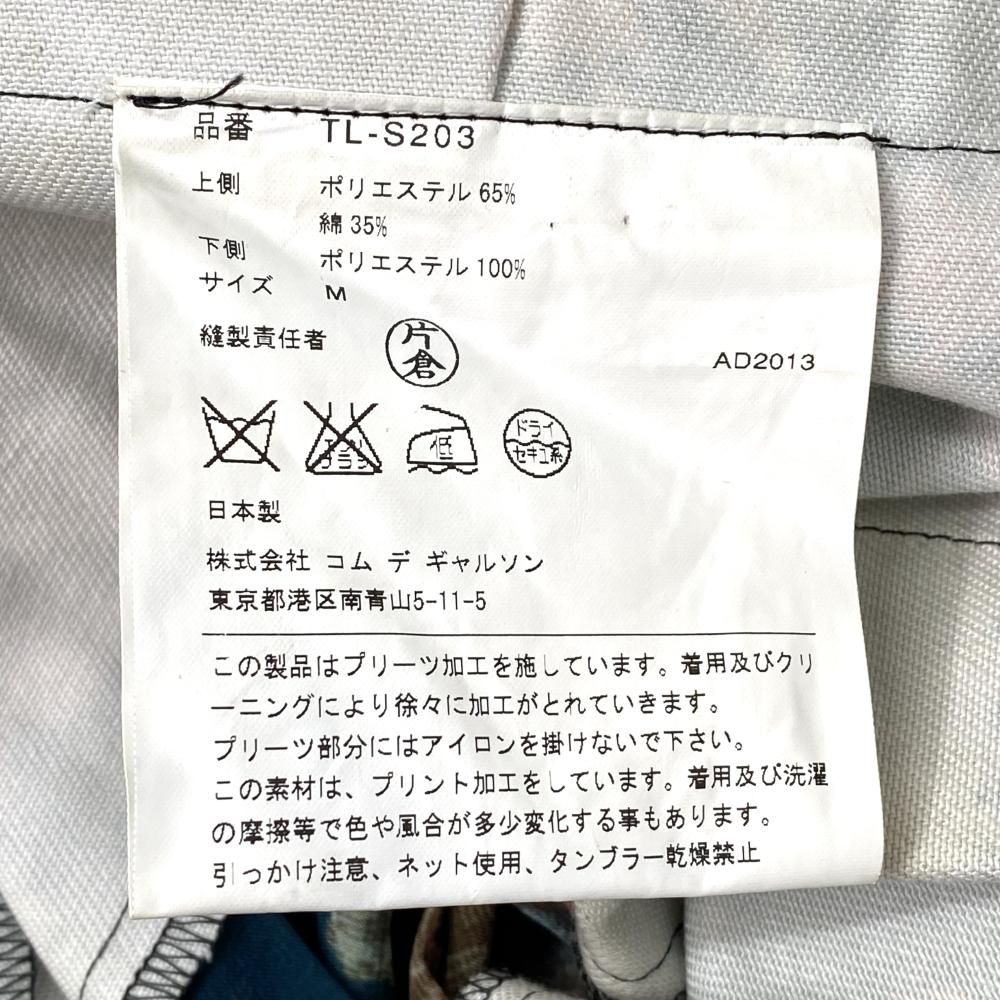 品番 TL-S203
上側 ポリエステル 65%
綿 35%
下側 ポリエステル 100%
サイズ M
縫製責任者 片倉 AD2013
エンソ
フラシ
低
ドライ
セキユ系
日本製
株式会社 コム デ ギャルソン
東京都港区南青山5-11-5
この製品はプリーツ加工を施しています。着用及びクリ
ーニングにより徐々に加工がとれていきます。
プリーツ部分にはアイロンを掛けないで下さい。
この素材は、プリント加工をしています。着用及び洗濯
の摩擦等で色や風合が多少変化する事もあります。
引っかけ注意、ネット使用、タンブラー乾燥禁止